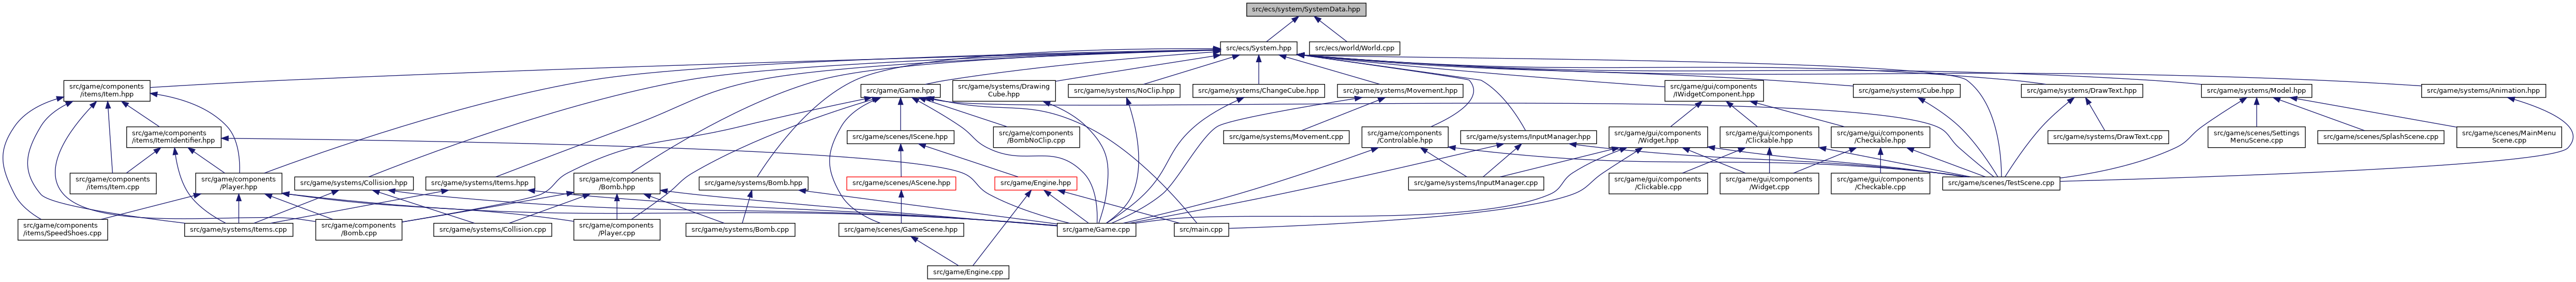 src/ecs/system/SystemData.hpp
src/ecs/System.hpp
src/ecs/world/World.cpp
src/game/components
/items/Item.hpp
src/game/Game.hpp
src/game/systems/Drawing
Cube.hpp
src/game/systems/NoClip.hpp
src/game/systems/ChangeCube.hpp
src/game/systems/Movement.hpp
src/game/gui/components
/IWidgetComponent.hpp
src/game/systems/Cube.hpp
src/game/systems/DrawText.hpp
src/game/systems/Model.hpp
src/game/systems/Animation.hpp
src/game/components
/items/ItemIdentifier.hpp
src/game/scenes/IScene.hpp
src/game/components
/BombNoClip.cpp
src/game/systems/Movement.cpp
src/game/components
/Controlable.hpp
src/game/systems/InputManager.hpp
src/game/gui/components
/Widget.hpp
src/game/gui/components
/Clickable.hpp
src/game/gui/components
/Checkable.hpp
src/game/systems/DrawText.cpp
src/game/scenes/Settings
MenuScene.cpp
src/game/scenes/SplashScene.cpp
src/game/scenes/MainMenu
Scene.cpp
src/game/components
/items/Item.cpp
src/game/components
/Player.hpp
src/game/systems/Collision.hpp
src/game/systems/Items.hpp
src/game/components
/Bomb.hpp
src/game/systems/Bomb.hpp
src/game/scenes/AScene.hpp
src/game/Engine.hpp
src/game/systems/InputManager.cpp
src/game/gui/components
/Clickable.cpp
src/game/gui/components
/Widget.cpp
src/game/gui/components
/Checkable.cpp
src/game/scenes/TestScene.cpp
src/game/components
/items/SpeedShoes.cpp
src/game/systems/Items.cpp
src/game/components
/Bomb.cpp
src/game/systems/Collision.cpp
src/game/components
/Player.cpp
src/game/systems/Bomb.cpp
src/game/scenes/GameScene.hpp
src/game/Game.cpp
src/main.cpp
src/game/Engine.cpp